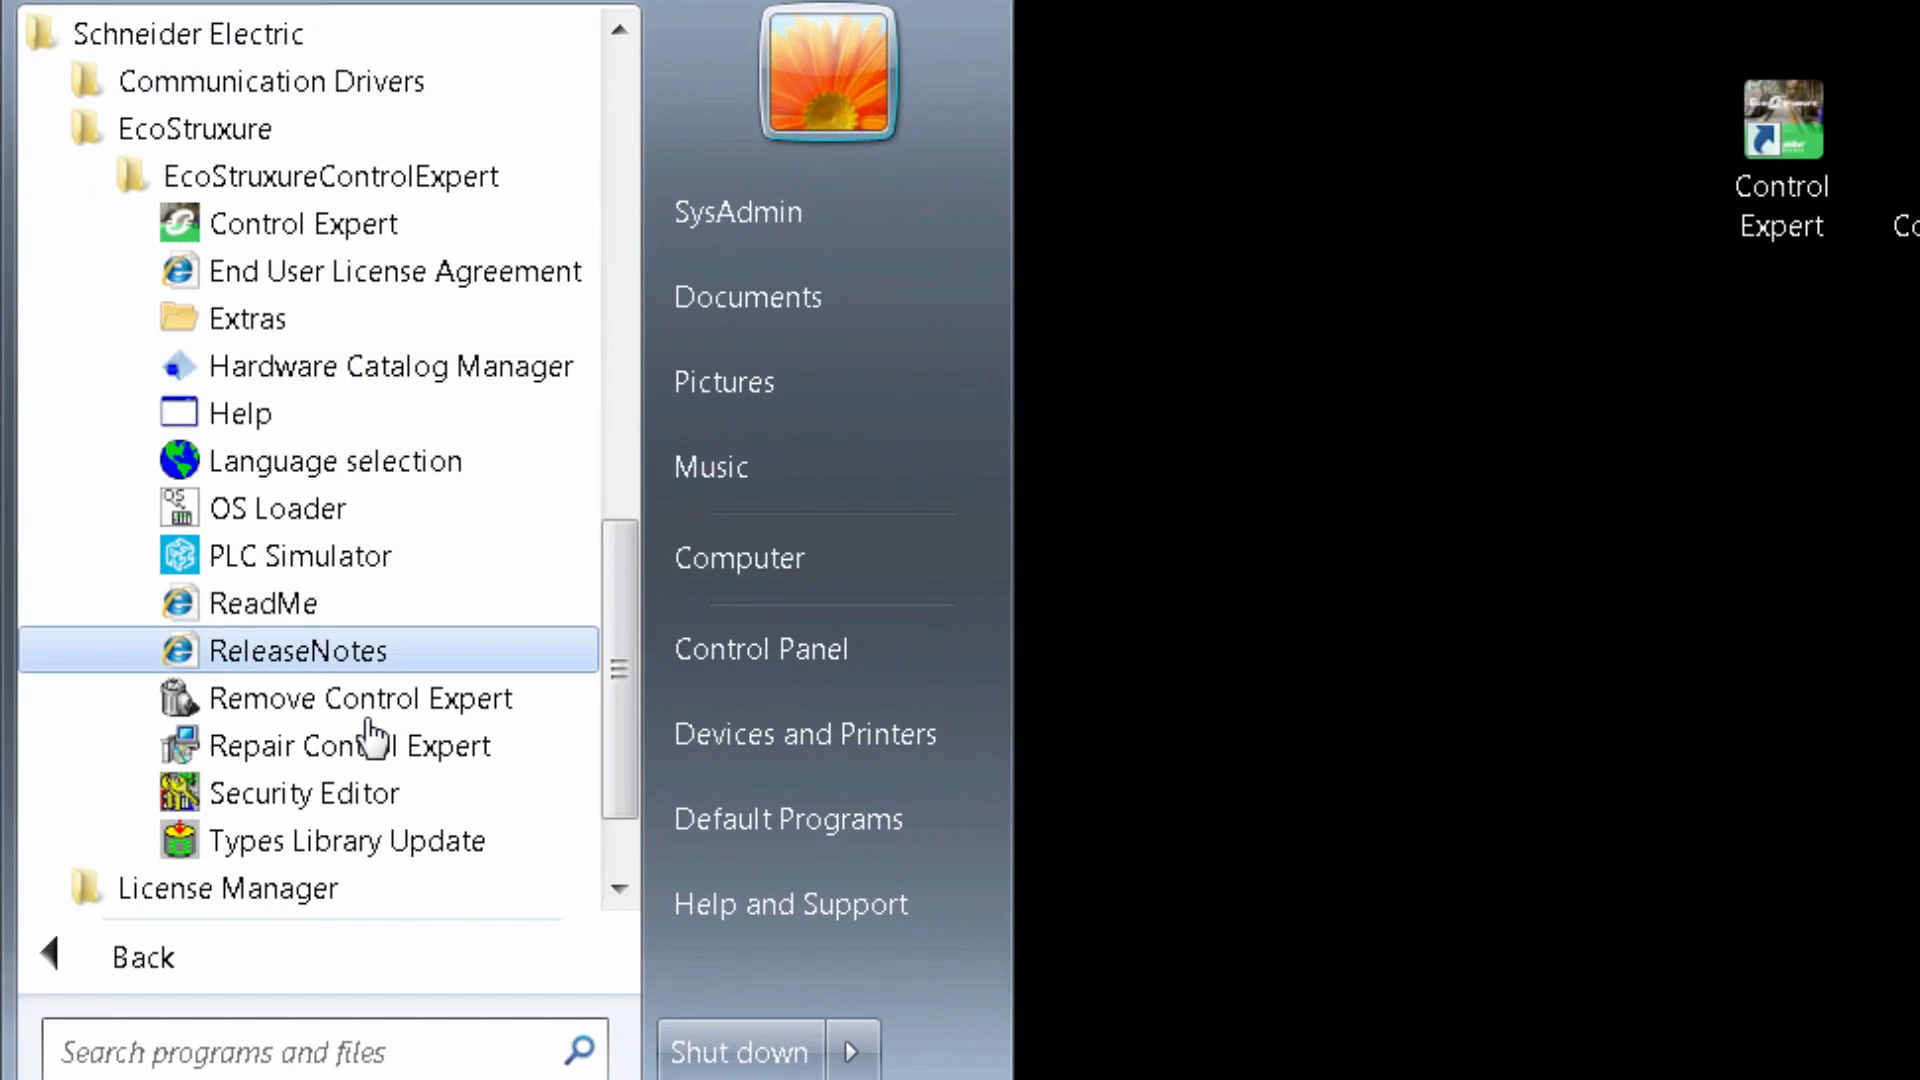 Schneider Electric
Communication Drivers
EcoStruxure
EcoStruxureControlExpert
Control Expert
End User License Agreement
Extras
Hardware Catalog Manager
Help
Language selection
OS Loader
PLC Simulator
ReadMe
ReleaseNotes
Remove Control Expert
Repair Control Expert
Security Editor
Types Library Update
License Manager
Back
Search programs and files
SysAdmin
Documents
Pictures
Music
Computer
Control Panel
Devices and Printers
Default Programs
Help and Support
Shut down
Control
Expert